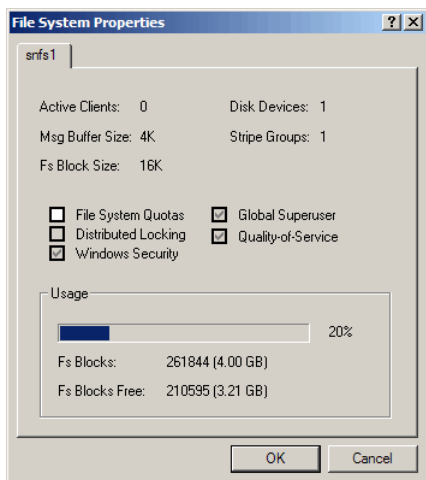 File System Properties
snfs1
Active Clients: 0 Disk Devices: 1
Msg Buffer Size: 4K Stripe Groups: 1
Fs Block Size: 16K
File System Quotas Global Superuser
Distributed Locking Quality-of-Service
Windows Security
Usage
20%
Fs Blocks: 261844 (4.00 GB)
Fs Blocks Free: 210595 (3.21 GB)
OK Cancel